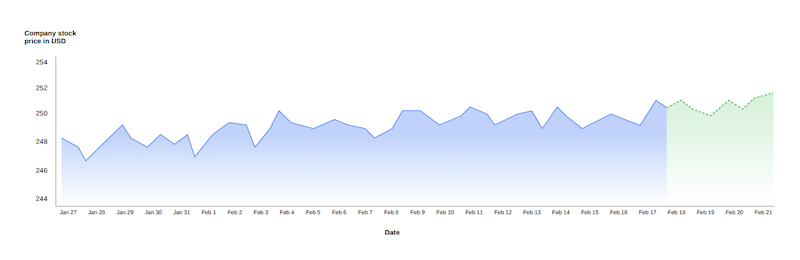 Company stock
price in USD
254
252
250
248
246
244
Jan 27 Jan 28 Jan 29 Jan 30 Jan 31 Feb 1 Feb 2 Feb 3 Feb 4 Feb 5 Feb 6 Feb 7 Feb 8 Feb 9 Feb 10 Feb 11 Feb 12 Feb 13 Feb 14 Feb 15 Feb 16 Feb 17 Feb 18 Feb 19 Feb 20 Feb 21
Date